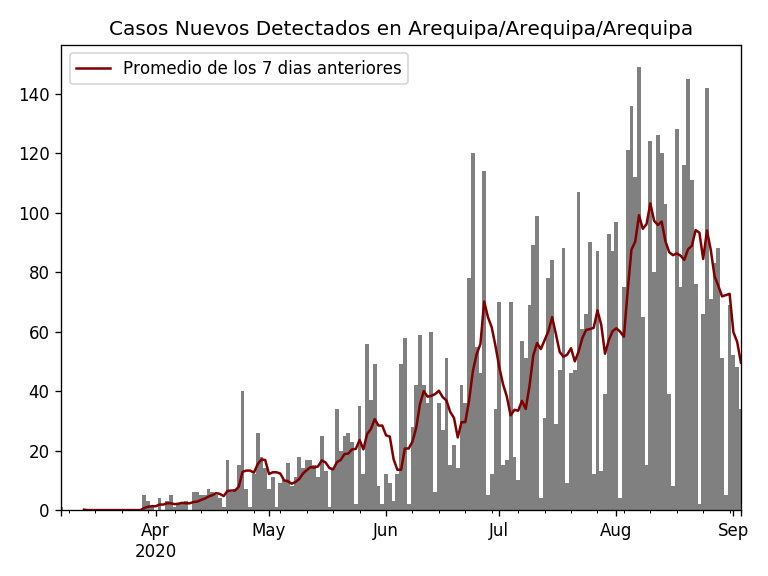 Casos Nuevos Detectados en Arequipa/Arequipa/Arequipa
Promedio de los 7 dias anteriores
140
120
100
80
60
40
20
0
Apr
2020
May
Jun
Jul
Aug
Sep